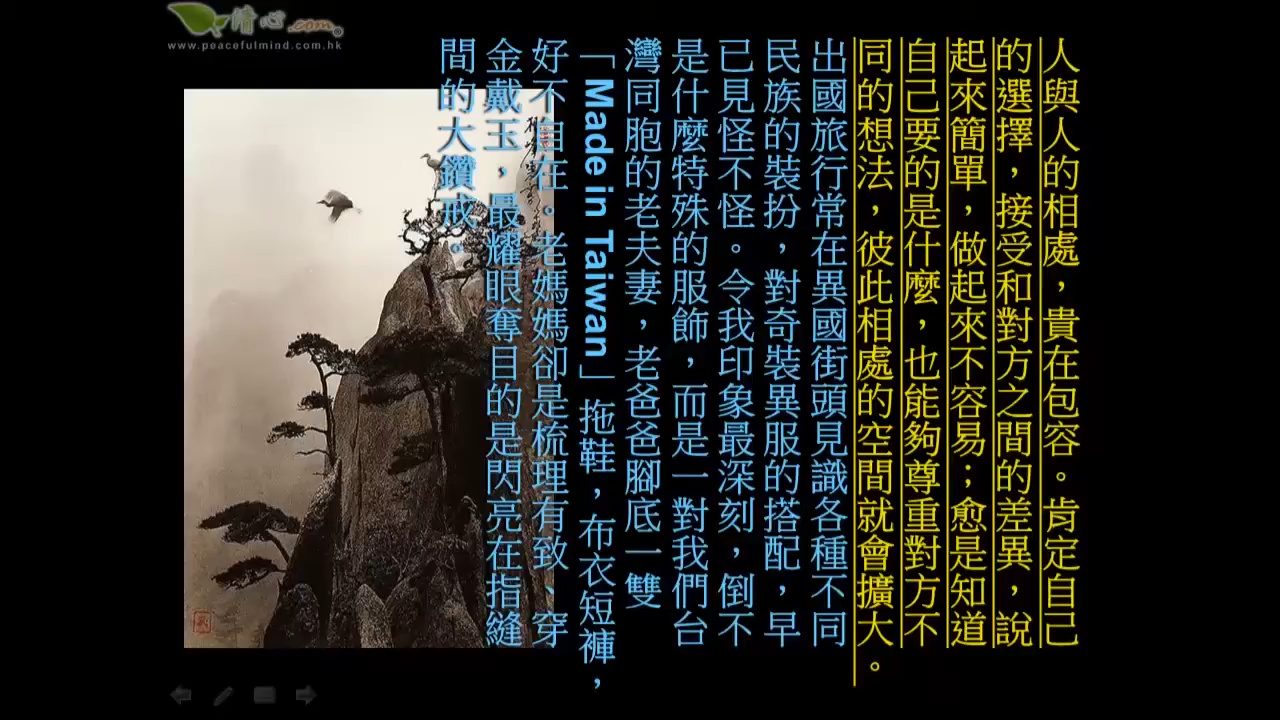 清心.com
www.peacefulmind.com.hk
人與人的相處，貴在包容。肯定自己
的選擇，接受和對方之間的差異，說
起來簡單，做起來不容易；愈是知道
自己要的是什麼，也能夠尊重對方不
同的想法，彼此相處的空間就會擴大。
出國旅行常在異國街頭見識各種不同
民族的裝扮，對奇裝異服的搭配，早
已見怪不怪。令我印象最深刻，倒不
是什麼特殊的服飾，而是一對我們台
灣同胞的老夫妻，老爸爸腳底一雙
「Made in Taiwan」拖鞋，布衣短褲，
好不自在。老媽媽卻是梳理有致、穿
金戴玉，最耀眼奪目的是閃亮在指縫
間的大鑽戒。